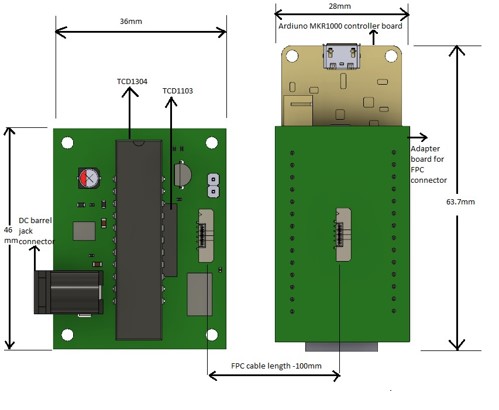 36mm
28mm
Ardiuno MKR1000 controller board
TCD1304
TCD1103
Adapter
board for
FPC
connector
DC barrel
jack
connector
46
mm
63.7mm
FPC cable length -100mm